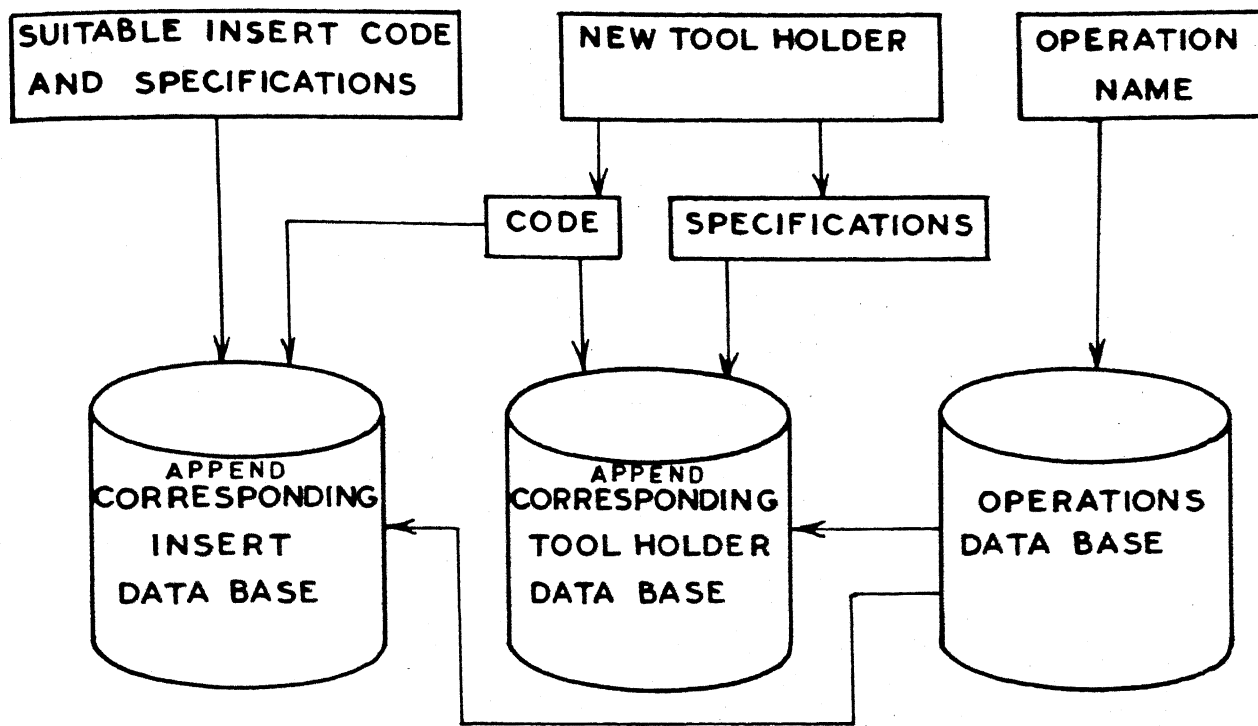 SUITABLE INSERT CODE
AND SPECIFICATIONS
NEW TOOL HOLDER
OPERATION
NAME
CODE
SPECIFICATIONS
APPEND
CORRESPONDING
INSERT
DATA BASE
APPEND
CORRESPONDING
TOOL HOLDER
DATA BASE
OPERATIONS
DATA BASE